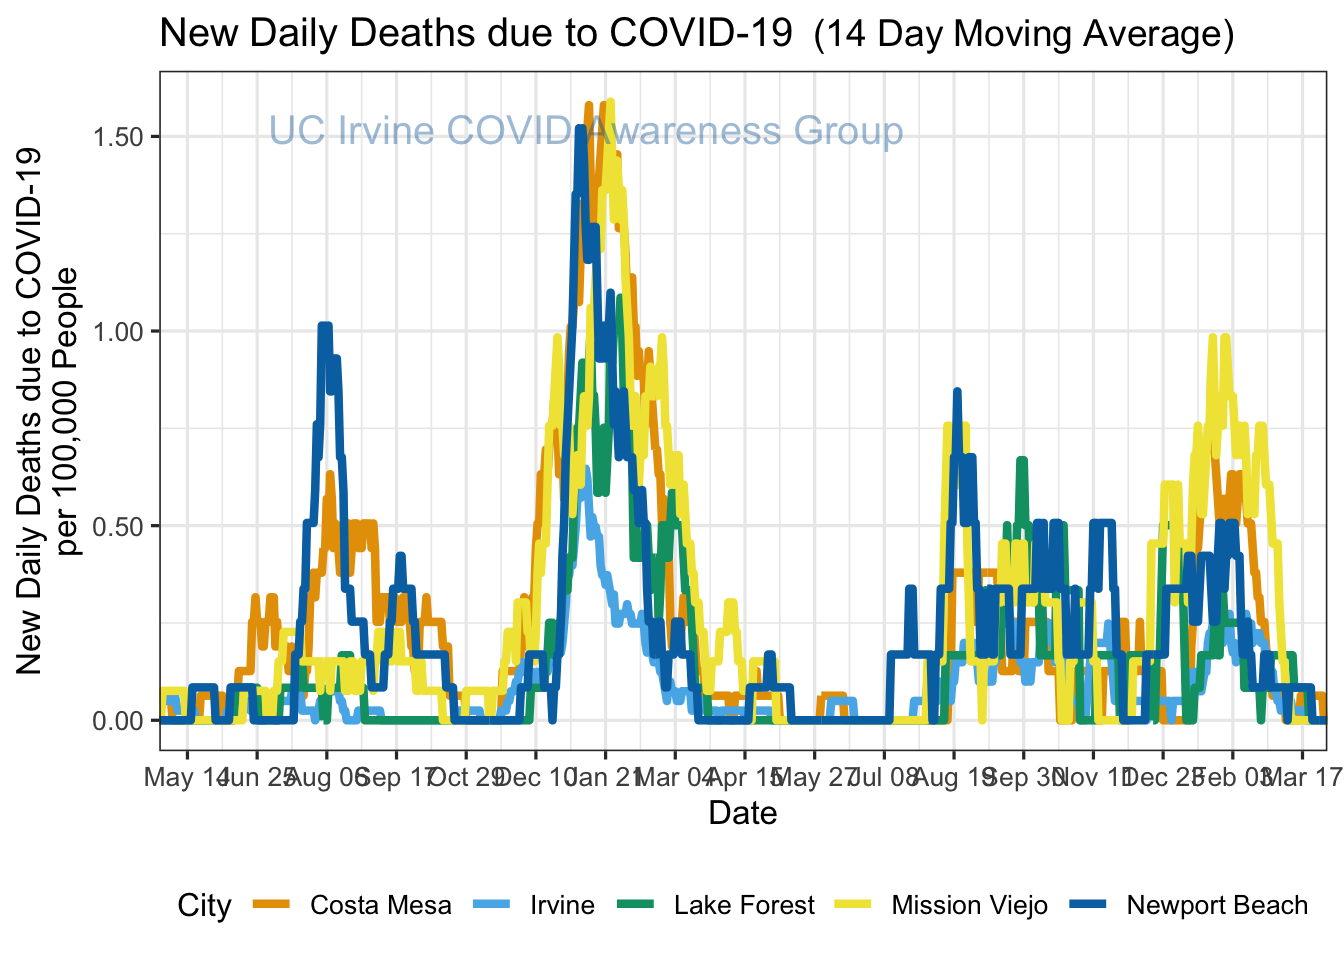 New Daily Deaths due to COVID-19 (14 Day Moving Average)
UC Irvine COVID Awareness Group
New Daily Deaths due to COVID-19
per 100,000 People
1.50
1.00
0.50
0.00
May 14 Jun 25 Aug 06 Sep 17 Oct 29 Dec 10 Jan 21 Mar 04 Apr 15 May 27 Jul 08 Aug 19 Sep 30 Nov 11 Dec 23 Feb 03 Mar 17
Date
City Costa Mesa Irvine Lake Forest Mission Viejo Newport Beach